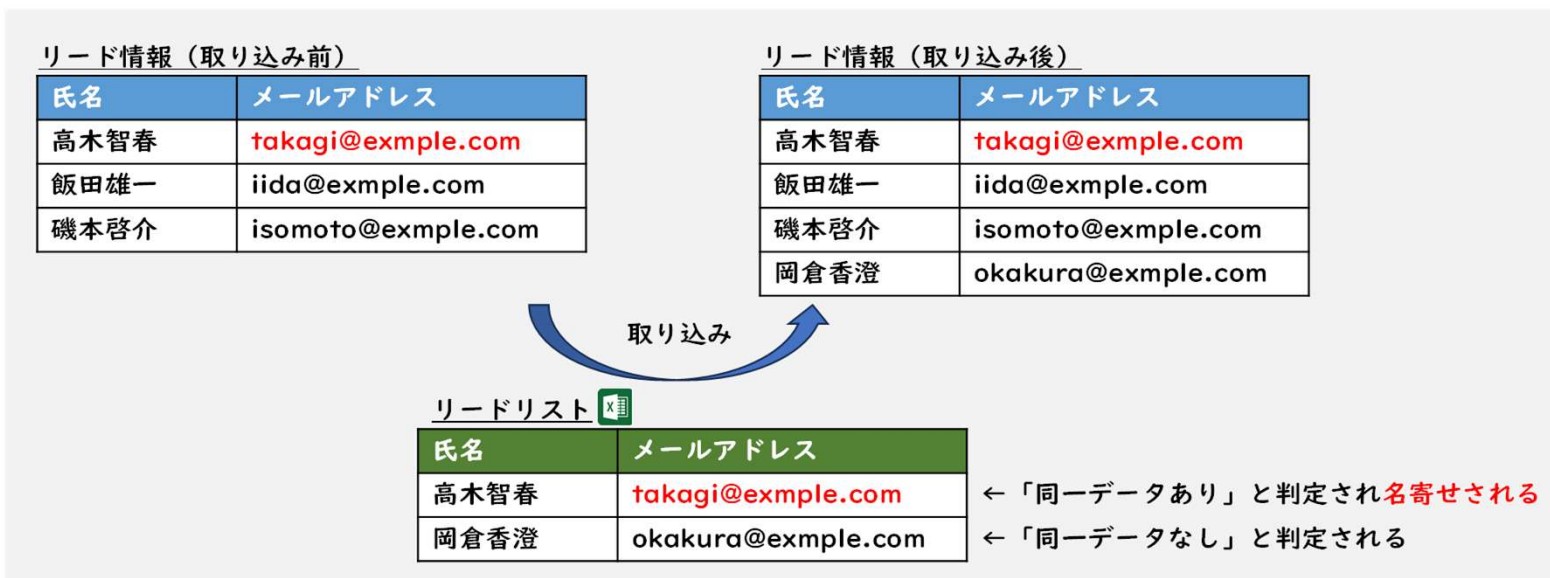 リード情報（取り込み前）
氏名 メールアドレス
高木智春 takagi@exmple.com
飯田雄一 iida@exmple.com
磯本啓介 isomoto@exmple.com
リード情報（取り込み後）
氏名 メールアドレス
高木智春 takagi@exmple.com
飯田雄一 iida@exmple.com
磯本啓介 isomoto@exmple.com
岡倉香澄 okakura@exmple.com
取り込み
リードリスト
氏名 メールアドレス
高木智春 takagi@exmple.com ←「同一データあり」と判定され名寄せされる
岡倉香澄 okakura@exmple.com ←「同一データなし」と判定される